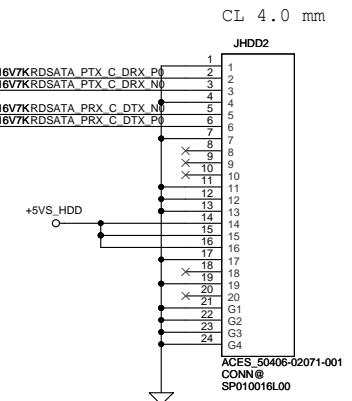 CL 4.0 mm
JHDD2
1 1
16V7KRDSATA_PTX_C_DRX_P0 2 2
16V7KRDSATA_PTX_C_DRX_N0 3 3
4 4
16V7KRDSATA_PRX_C_DTX_N0 5 5
16V7KRDSATA_PRX_C_DTX_P0 6 6
7 7
8 8
9 9
10 10
11 11
12 12
13 13
+5VS_HDD 14 14
15 15
16 16
17 17
18 18
19 19
20 20
21 G1
22 G2
23 G3
24 G4
ACES_50406-02071-001
CONN@
SP010016L00